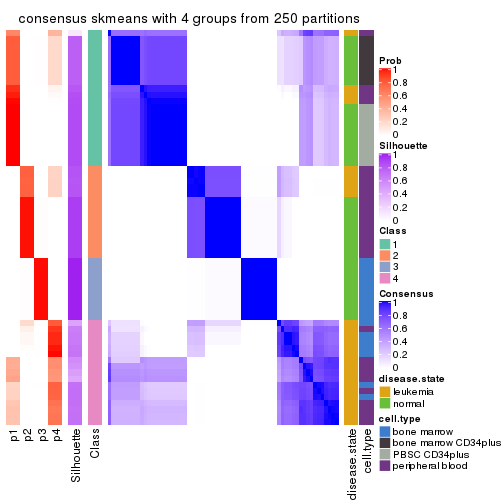 consensus skmeans with 4 groups from 250 partitions
Prob
1
0.8
0.6
0.4
0.2
0
Silhouette
1
0.8
0.6
0.4
0.2
0
Class
1
2
3
4
Consensus
1
0.8
0.6
0.4
0.2
0
disease.state
leukemia
normal
cell.type
bone marrow
bone marrow CD34plus
PBSC CD34plus
peripheral blood
p1
p2
p3
p4
Silhouette
Class
disease.state
cell.type